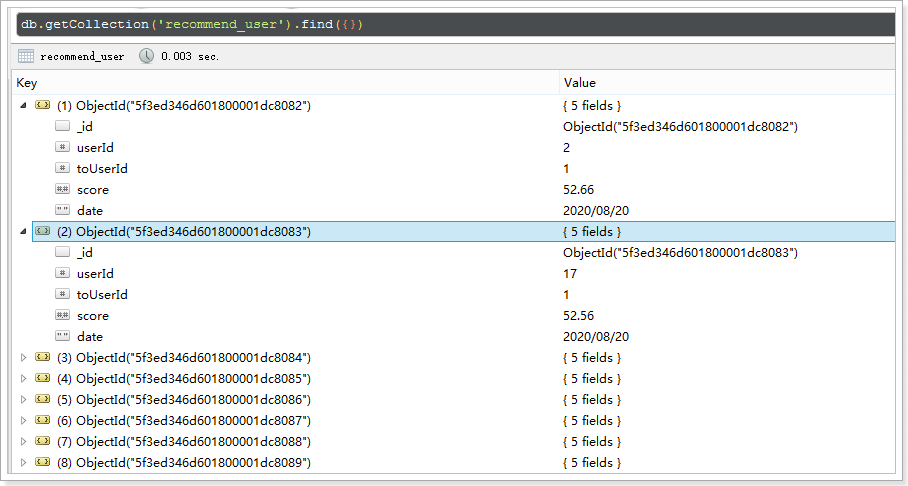 db.getCollection('recommend_user').find({})
recommend_user 0.003 sec.
Key Value
(1) ObjectId("5f3ed346d601800001dc8082") { 5 fields }
_id ObjectId("5f3ed346d601800001dc8082")
# userId 2
# toUserId 1
#.# score 52.66
" " date 2020/08/20
(2) ObjectId("5f3ed346d601800001dc8083") { 5 fields }
_id ObjectId("5f3ed346d601800001dc8083")
# userId 17
# toUserId 1
#.# score 52.56
" " date 2020/08/20
(3) ObjectId("5f3ed346d601800001dc8084") { 5 fields }
(4) ObjectId("5f3ed346d601800001dc8085") { 5 fields }
(5) ObjectId("5f3ed346d601800001dc8086") { 5 fields }
(6) ObjectId("5f3ed346d601800001dc8087") { 5 fields }
(7) ObjectId("5f3ed346d601800001dc8088") { 5 fields }
(8) ObjectId("5f3ed346d601800001dc8089") { 5 fields }